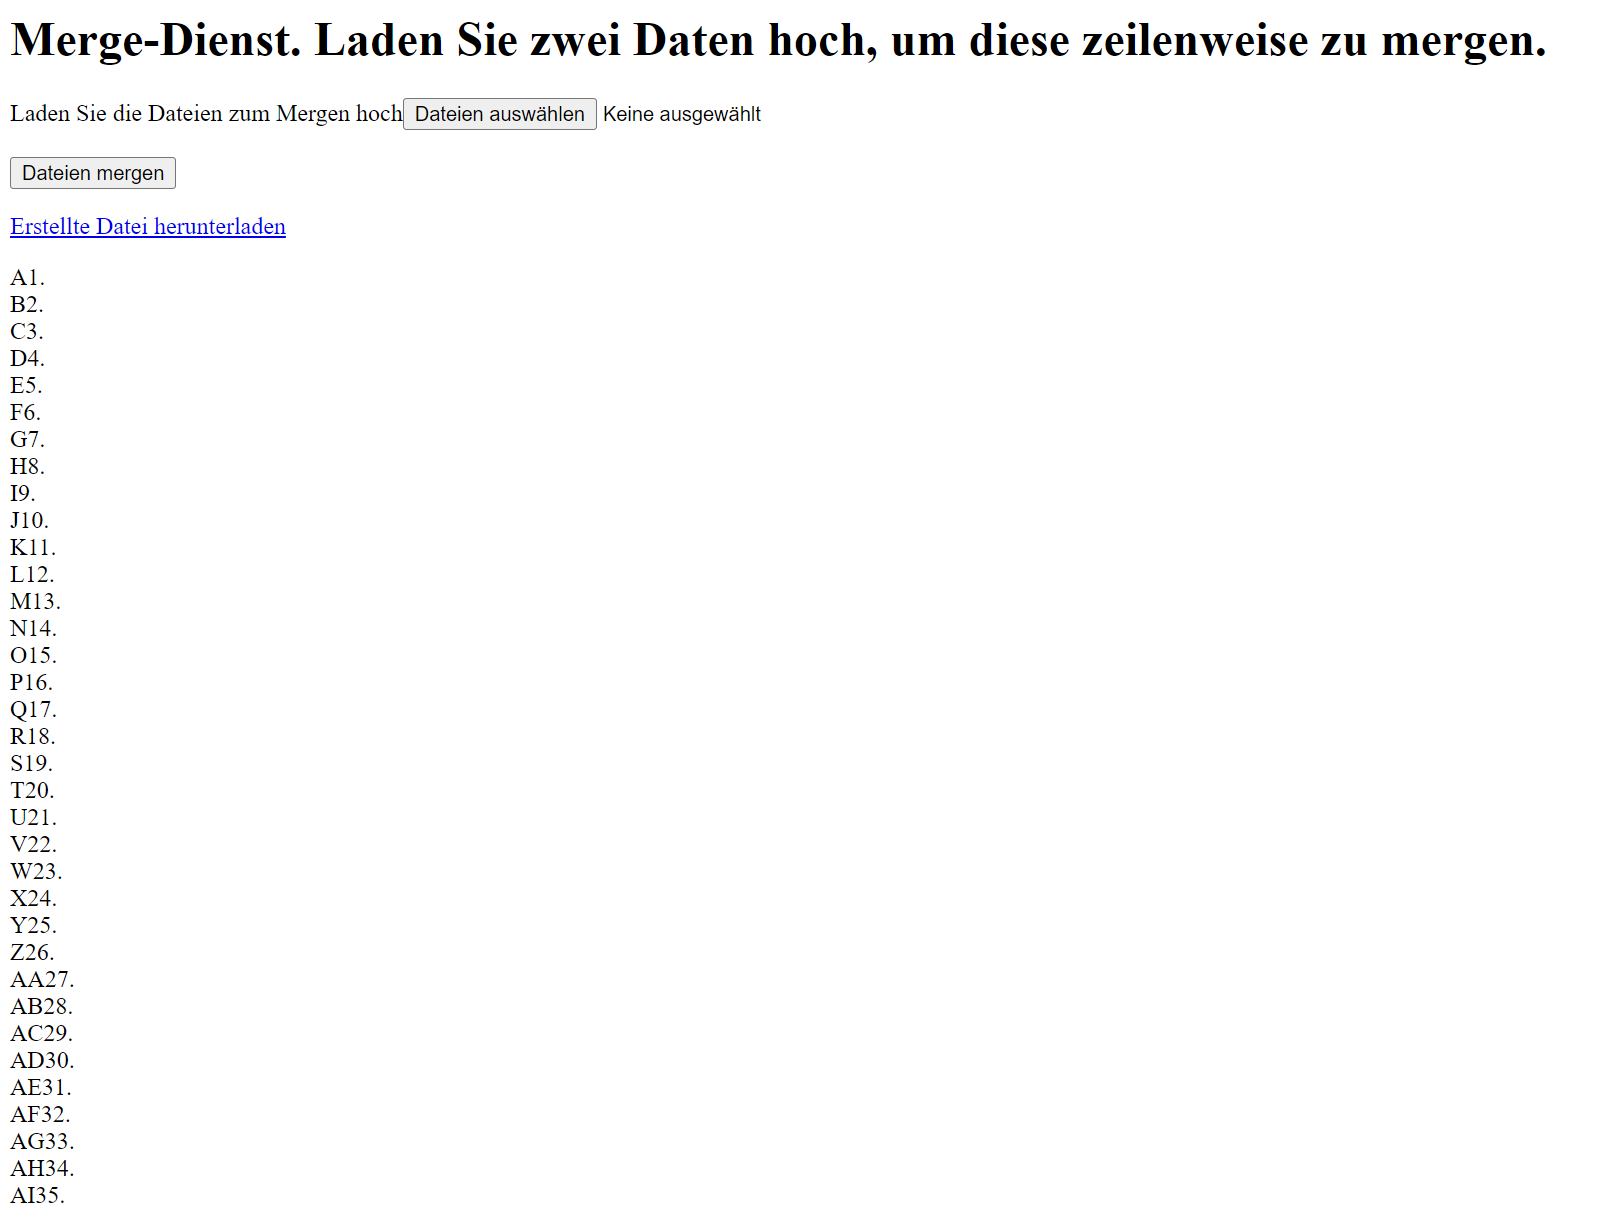 Merge-Dienst. Laden Sie zwei Daten hoch, um diese zeilenweise zu mergen.
Laden Sie die Dateien zum Mergen hoch Dateien auswählen Keine ausgewählt
Dateien mergen
Erstellte Datei herunterladen
A1.
B2.
C3.
D4.
E5.
F6.
G7.
H8.
I9.
J10.
K11.
L12.
M13.
N14.
O15.
P16.
Q17.
R18.
S19.
T20.
U21.
V22.
W23.
X24.
Y25.
Z26.
AA27.
AB28.
AC29.
AD30.
AE31.
AF32.
AG33.
AH34.
AI35.